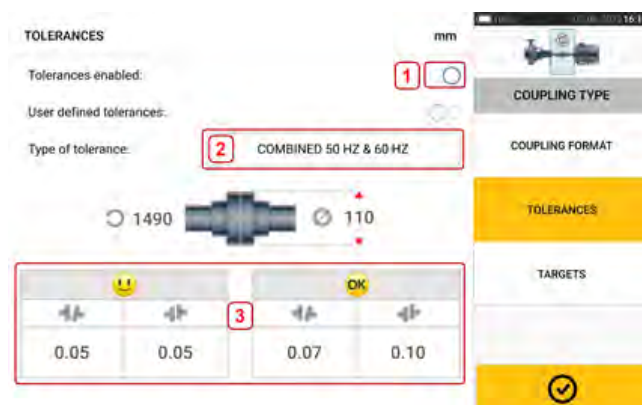 TOLERANCES mm
Tolerances enabled: 1
User defined tolerances:
Type of tolerance: 2 COMBINED 50 HZ & 60 HZ
1490 110
OK
3
0.05 0.05 0.07 0.10
COUPLING TYPE
COUPLING FORMAT
TOLERANCES
TARGETS